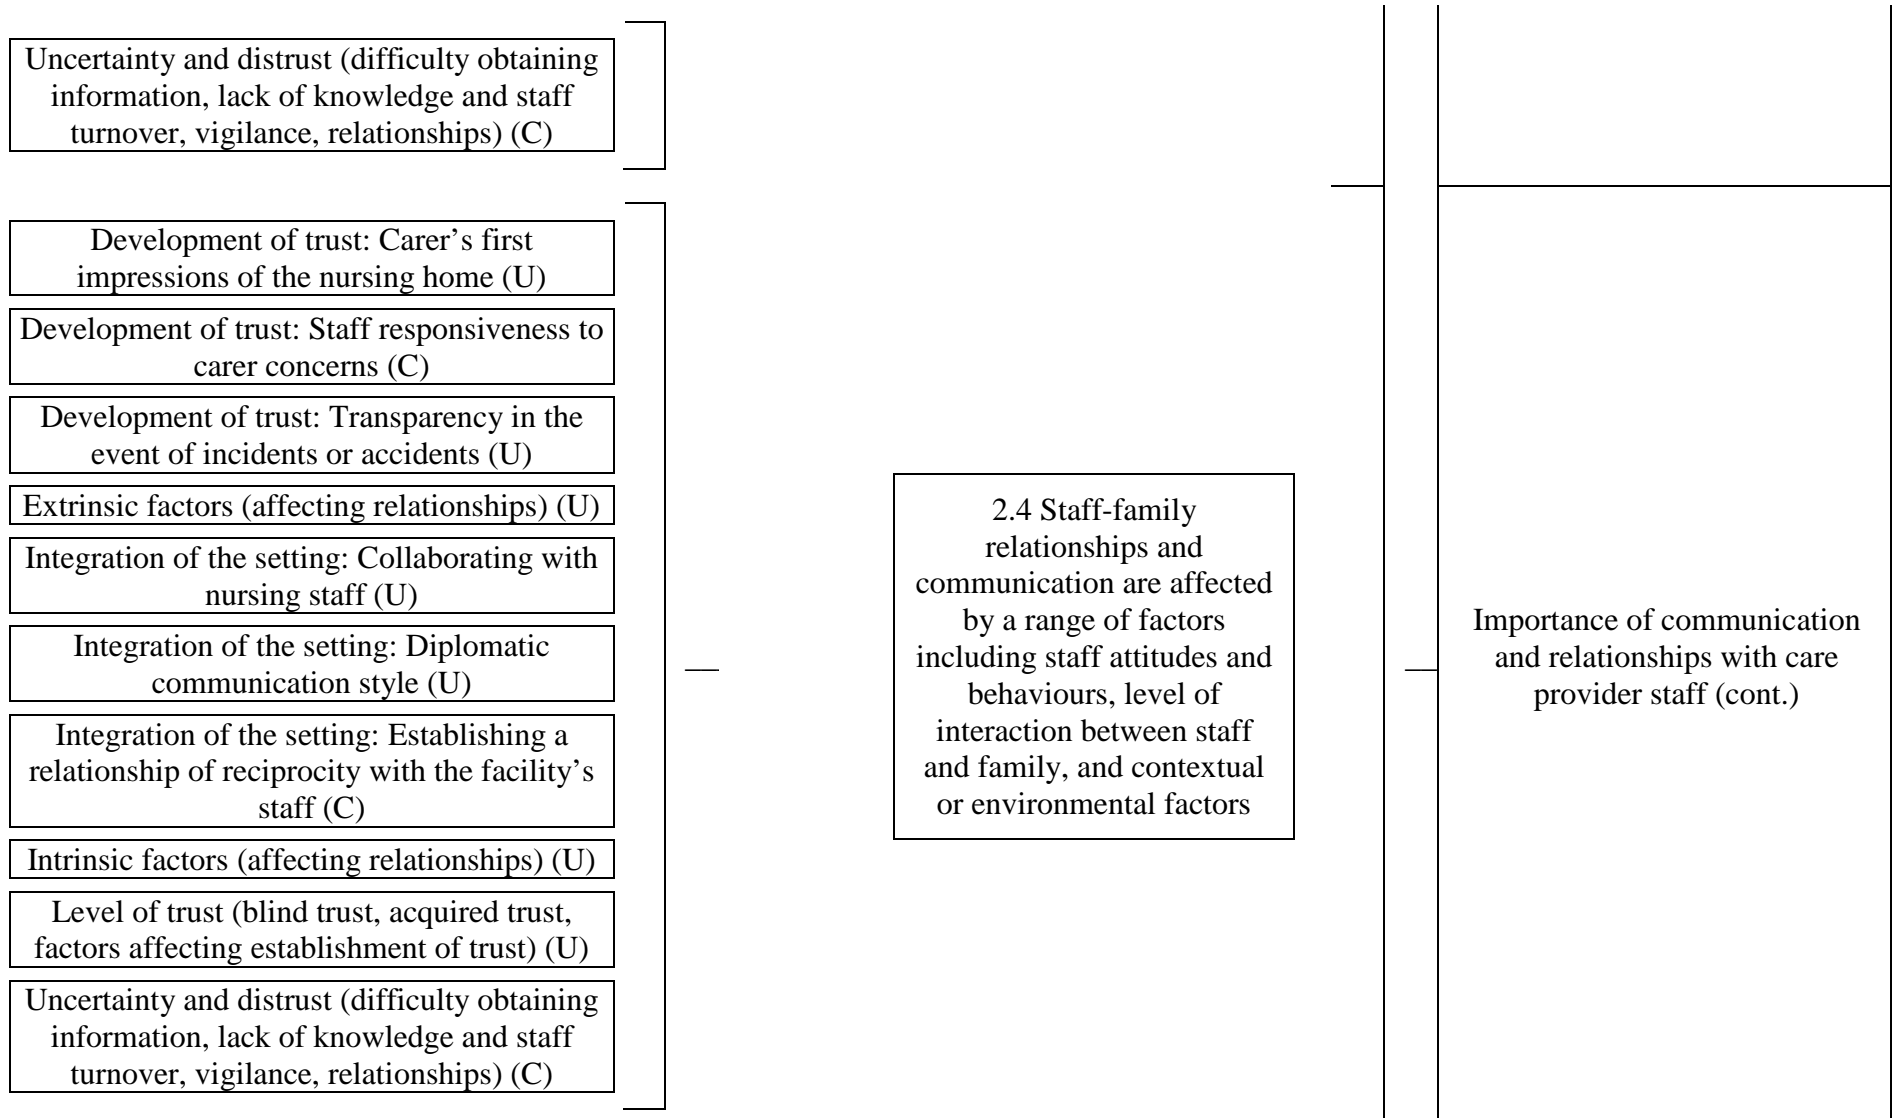 Uncertainty and distrust (difficulty obtaining
information, lack of knowledge and staff
turnover, vigilance, relationships) (C)
Development of trust: Carer’s first
impressions of the nursing home (U)
Development of trust: Staff responsiveness to
carer concerns (C)
Development of trust: Transparency in the
event of incidents or accidents (U)
Extrinsic factors (affecting relationships) (U)
Integration of the setting: Collaborating with
nursing staff (U)
Integration of the setting: Diplomatic
communication style (U)
Integration of the setting: Establishing a
relationship of reciprocity with the facility’s
staff (C)
Intrinsic factors (affecting relationships) (U)
Level of trust (blind trust, acquired trust,
factors affecting establishment of trust) (U)
Uncertainty and distrust (difficulty obtaining
information, lack of knowledge and staff
turnover, vigilance, relationships) (C)
2.4 Staff-family
relationships and
communication are affected
by a range of factors
including staff attitudes and
behaviours, level of
interaction between staff
and family, and contextual
or environmental factors
Importance of communication
and relationships with care
provider staff (cont.)